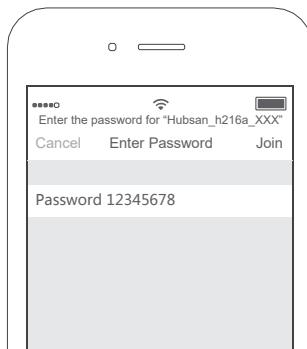 Enter the password for “Hubsan_h216a_XXX”
Cancel Enter Password Join
Password 12345678